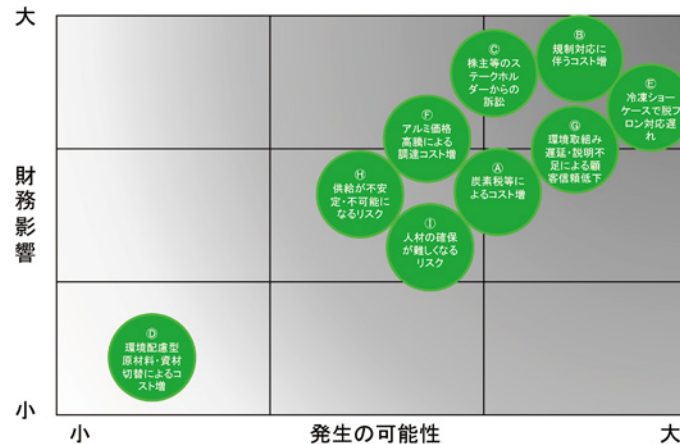 大
財務影響
小
小
発生の可能性
大
Ⓑ
規制対応に
伴うコスト増
Ⓒ
株主等のス
テークホル
ダーからの
訴訟
Ⓔ
冷凍ショー
ケースで脱フ
ロン対応遅
れ
Ⓕ
アルミ価格
高騰による
調達コスト増
Ⓖ
環境取組み
遅延・説明不
足による顧
客信頼低下
Ⓗ
供給が不安
定・不可能に
なるリスク
Ⓐ
炭素税等に
よるコスト増
Ⓘ
人材の確保
が難しくなる
リスク
Ⓓ
環境配慮型
原材料・資材
切替によるコ
スト増